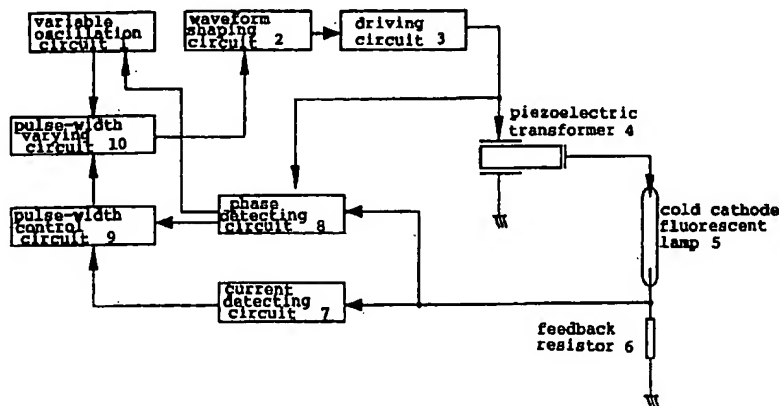 variable
oscillation
circuit 1
waveform
shaping
circuit 2
driving
circuit 3
piezoelectric
transformer 4
pulse-width
varying
circuit 10
pulse-width
control
circuit 9
phase
detecting
circuit 8
cold cathode
fluorescent
lamp 5
current
detecting
circuit 7
feedback
resistor 6